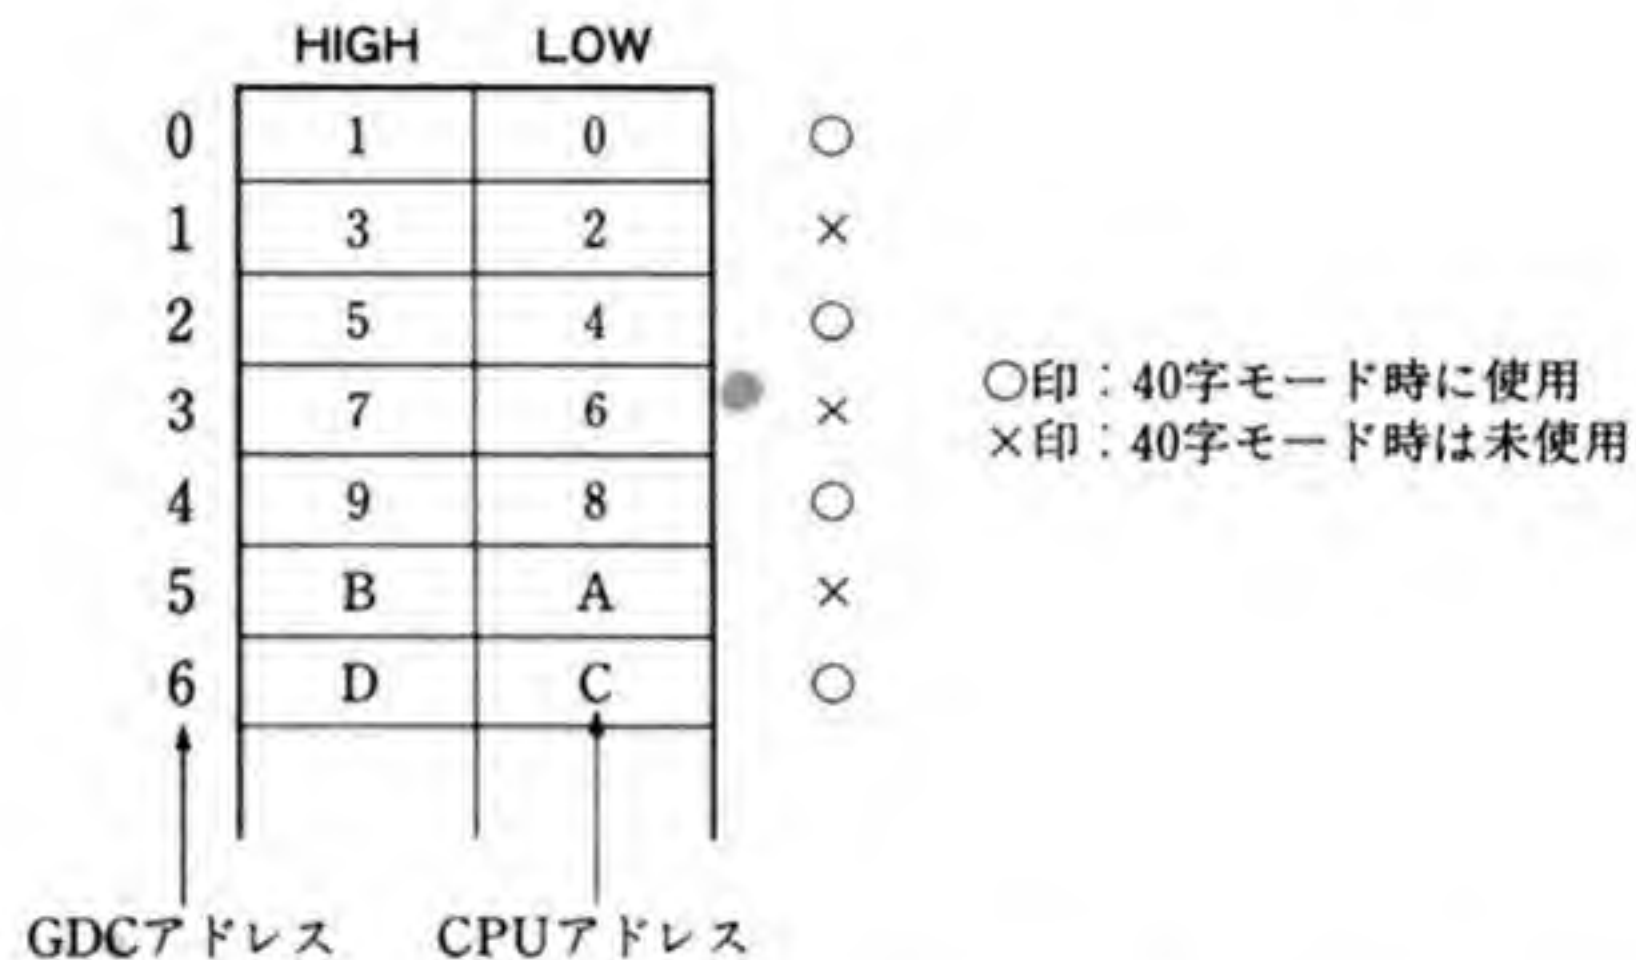 HIGH LOW
0 1 0 ○
1 3 2 ×
2 5 4 ○
3 7 6 ×
4 9 8 ○
5 B A ×
6 D C ○
○印：40字モード時に使用
×印：40字モード時は未使用
GDCアドレス CPUアドレス